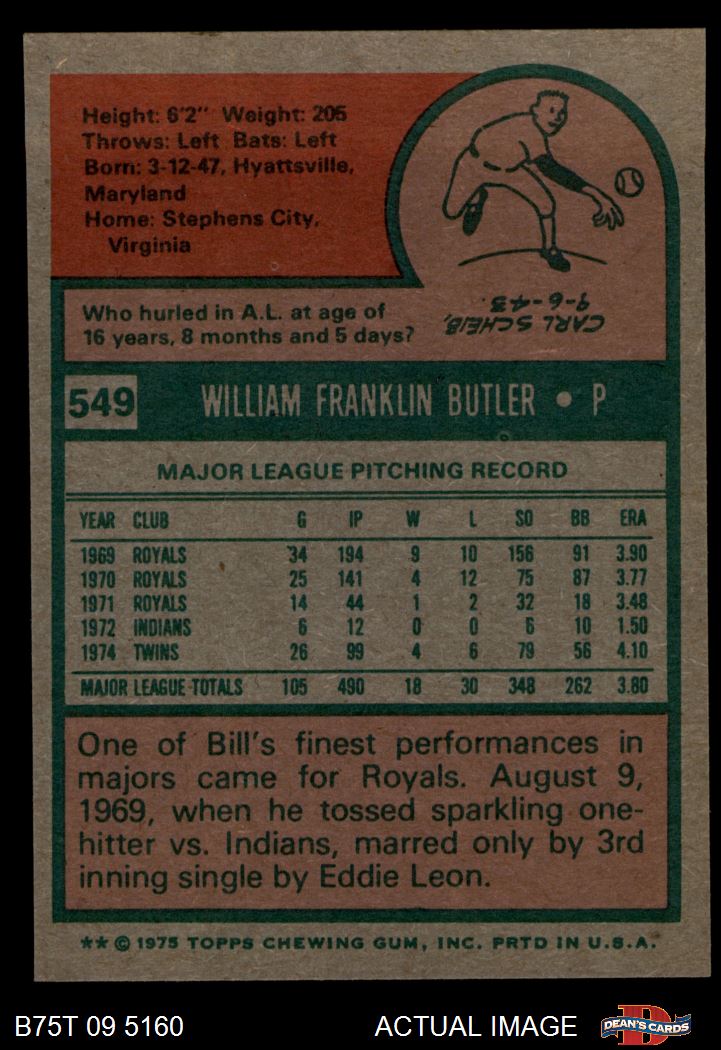 Height: 6'2" Weight: 205
Throws: Left Bats: Left
Born: 3-12-47, Hyattsville,
Maryland
Home: Stephens City,
Virginia
Who hurled in A.L. at age of
16 years, 8 months and 5 days?
CARL SCHEIB,
9-6-43.
549 WILLIAM FRANKLIN BUTLER • P
MAJOR LEAGUE PITCHING RECORD
YEAR CLUB G IP W L SO BB ERA
1969 ROYALS 34 194 9 10 156 91 3.90
1970 ROYALS 25 141 4 12 75 87 3.77
1971 ROYALS 14 44 1 2 32 18 3.48
1972 INDIANS 6 12 0 0 6 10 1.50
1974 TWINS 26 99 4 6 79 56 4.10
MAJOR LEAGUE TOTALS 105 490 18 30 348 262 3.80
One of Bill's finest performances in
majors came for Royals. August 9,
1969, when he tossed sparkling one-
hitter vs. Indians, marred only by 3rd
inning single by Eddie Leon.
** © 1975 TOPPS CHEWING GUM, INC. PRTD IN U.S.A.
B75T 09 5160 ACTUAL IMAGE DEAN'S CARDS